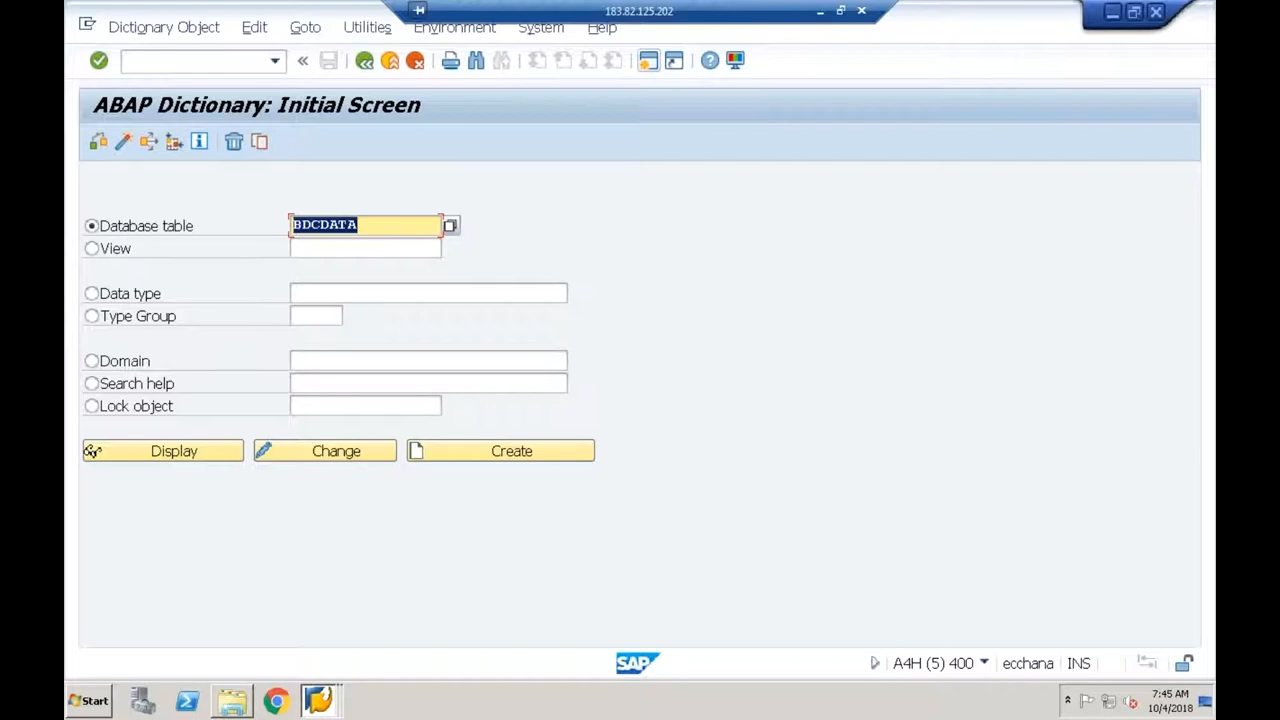 183.82.125.202
Dictionary Object Edit Goto Utilities Environment System Help
ABAP Dictionary: Initial Screen
Database table BDCDATA
View
Data type
Type Group
Domain
Search help
Lock object
Display Change Create
SAP A4H (5) 400 ecchana INS
Start 7:45 AM
10/4/2018